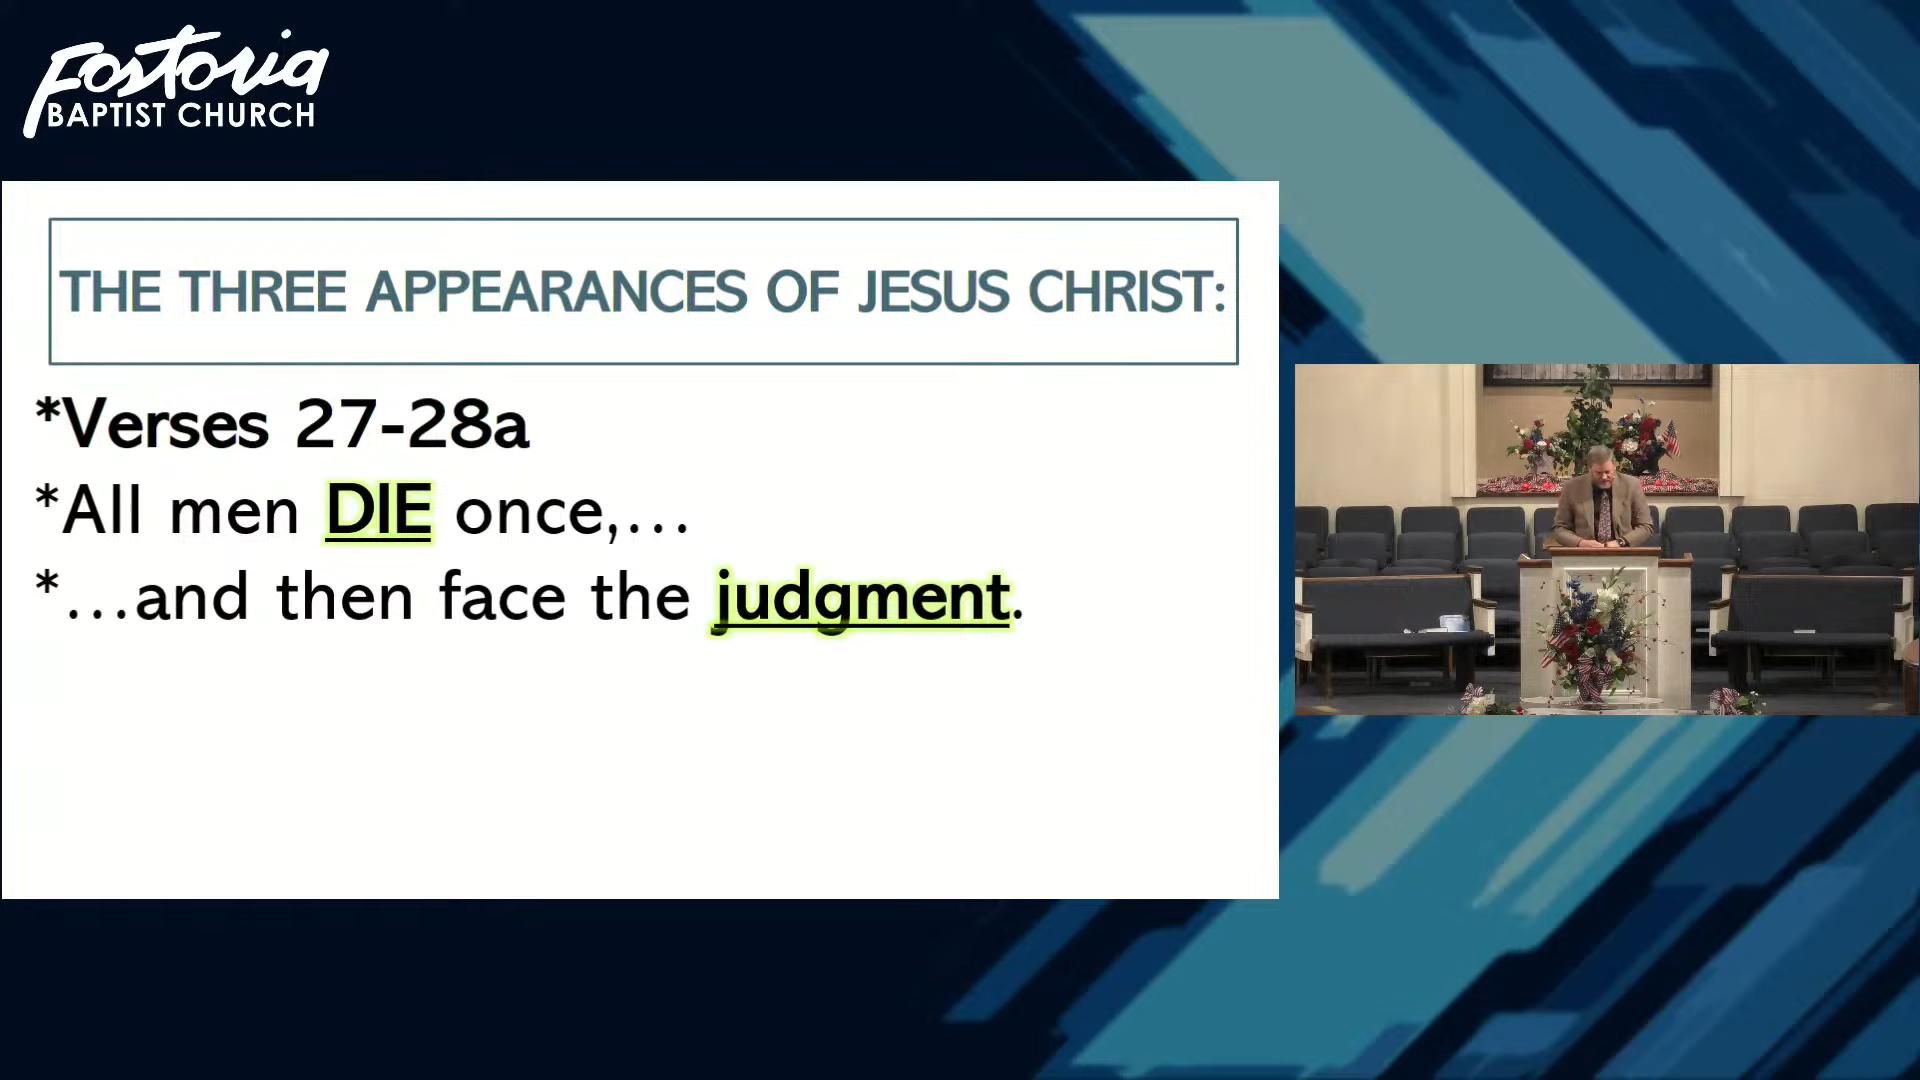 Fostoria
BAPTIST CHURCH
THE THREE APPEARANCES OF JESUS CHRIST:
*Verses 27-28a
*All men DIE once,...
*...and then face the judgment.